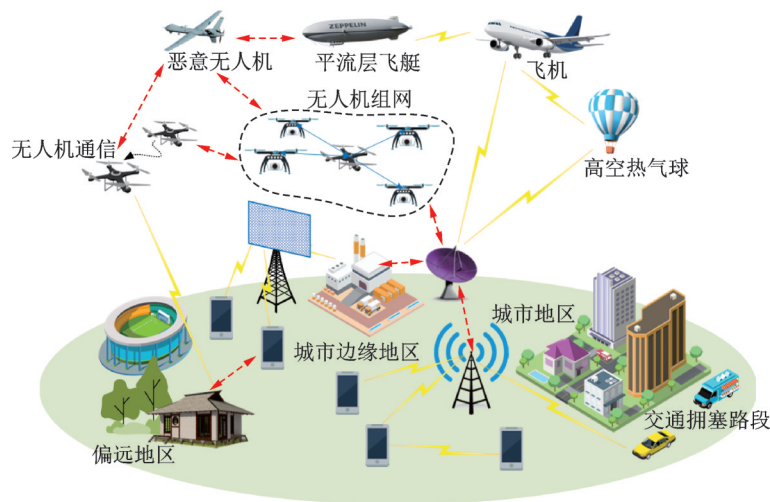 ZEPPELIN
恶意无人机
平流层飞艇
飞机
无人机组网
无人机通信
高空热气球
城市地区
城市边缘地区
交通拥塞路段
偏远地区